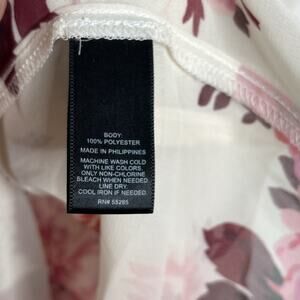 BODY:
100% POLYESTER
MADE IN PHILIPPINES
MACHINE WASH COLD
WITH LIKE COLORS.
ONLY NON-CHLORINE
BLEACH WHEN NEEDED.
LINE DRY.
COOL IRON IF NEEDED.
RN# 55285